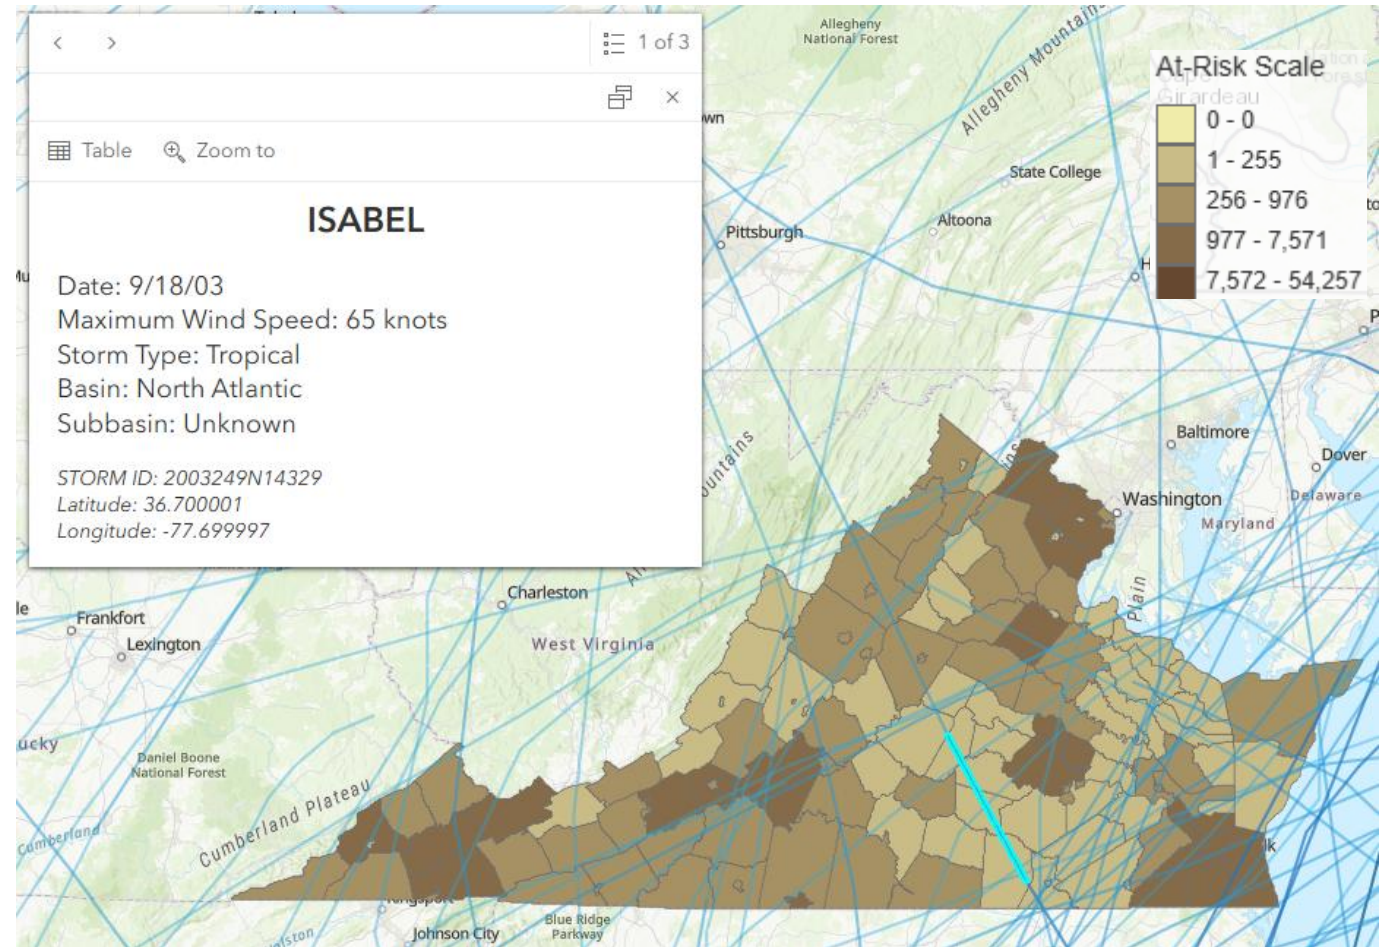 1 of 3
Table
Zoom to
ISABEL
Date: 9/18/03
Maximum Wind Speed: 65 knots
Storm Type: Tropical
Basin: North Atlantic
Subbasin: Unknown
STORM ID: 2003249N14329
Latitude: 36.700001
Longitude: -77.699997
At-Risk Scale
Girardeau
0 - 0
1 - 255
256 - 976
977 - 7,571
7,572 - 54,257
Allegheny
National Forest
Allegheny Mountains
State College
Altoona
Pittsburgh
Baltimore
Dover
Washington
Delaware
Maryland
Plain
Charleston
West Virginia
Frankfort
Lexington
Daniel Boone
National Forest
Cumberland Plateau
Cumberland
Johnson City
Blue Ridge
Parkway